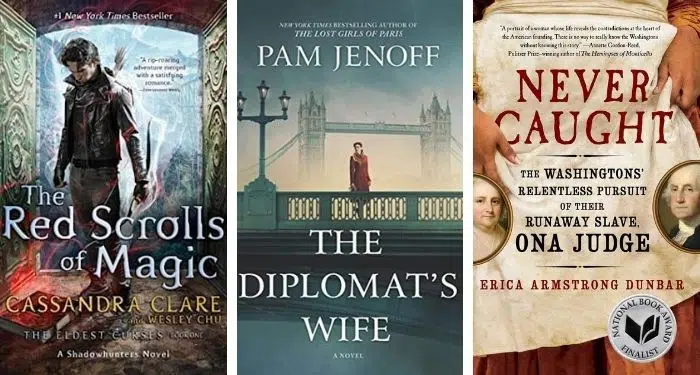 #1 New York Times Bestseller
"A rip-roaring
adventure merged
with a satisfying
romance."
The
Red Scrolls
of Magic
CASSANDRA CLARE
and WESLEY CHU
THE ELDEST CURSES BOOK ONE
A Shadowhunters Novel
NEW YORK TIMES BESTSELLING AUTHOR OF
THE LOST GIRLS OF PARIS
PAM JENOFF
THE
DIPLOMAT'S
WIFE
A NOVEL
"A portrait of a woman whose life reveals the contradictions at the heart of
the American founding. There is no way to really know the Washingtons
without knowing this story." —Annette Gordon-Reed,
Pulitzer Prize–winning author of The Hemingses of Monticello
NEVER
CAUGHT
THE WASHINGTONS'
RELENTLESS PURSUIT
OF THEIR
RUNAWAY SLAVE,
ONA JUDGE
ERICA ARMSTRONG DUNBAR
NATIONAL BOOK AWARD
FINALIST